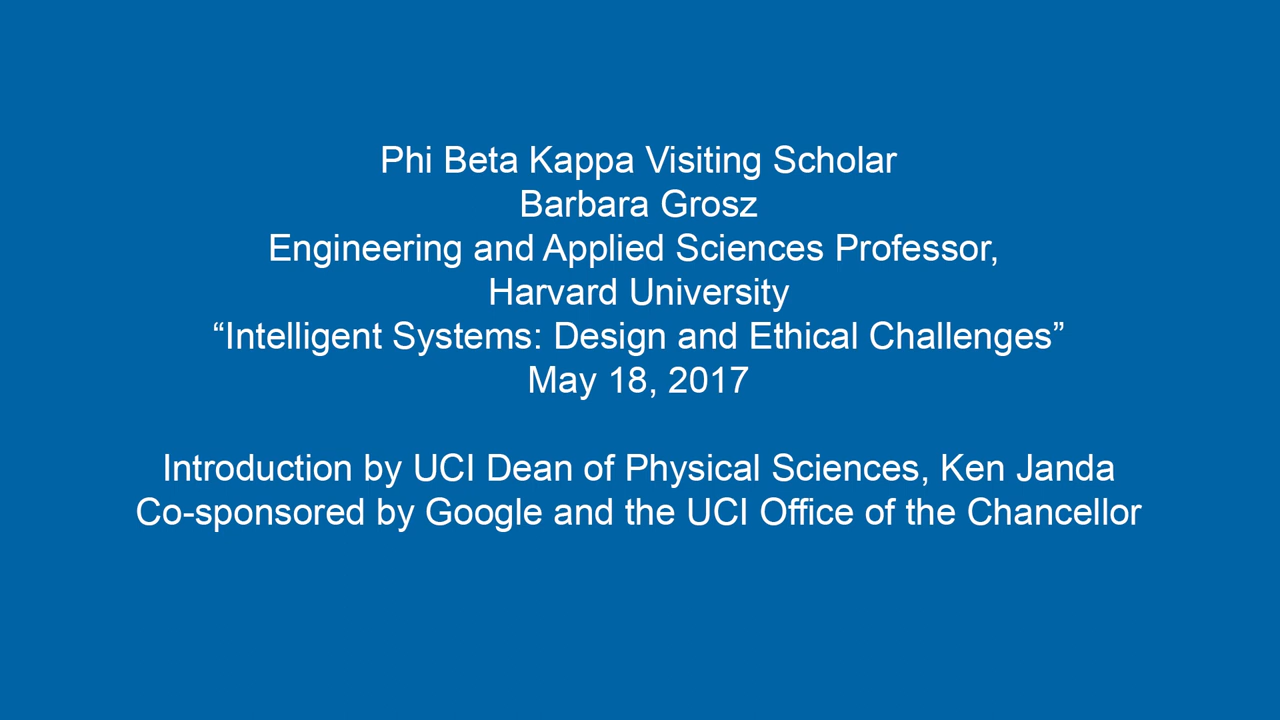 Phi Beta Kappa Visiting Scholar
Barbara Grosz
Engineering and Applied Sciences Professor,
Harvard University
“Intelligent Systems: Design and Ethical Challenges”
May 18, 2017
Introduction by UCI Dean of Physical Sciences, Ken Janda
Co-sponsored by Google and the UCI Office of the Chancellor